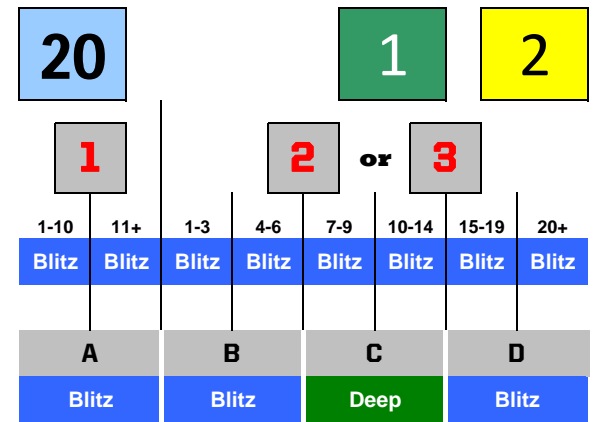 20 1 2
1 2 or 3
1-10 11+ 1-3 4-6 7-9 10-14 15-19 20+
Blitz Blitz Blitz Blitz Blitz Blitz Blitz Blitz
A B C D
Blitz Blitz Deep Blitz